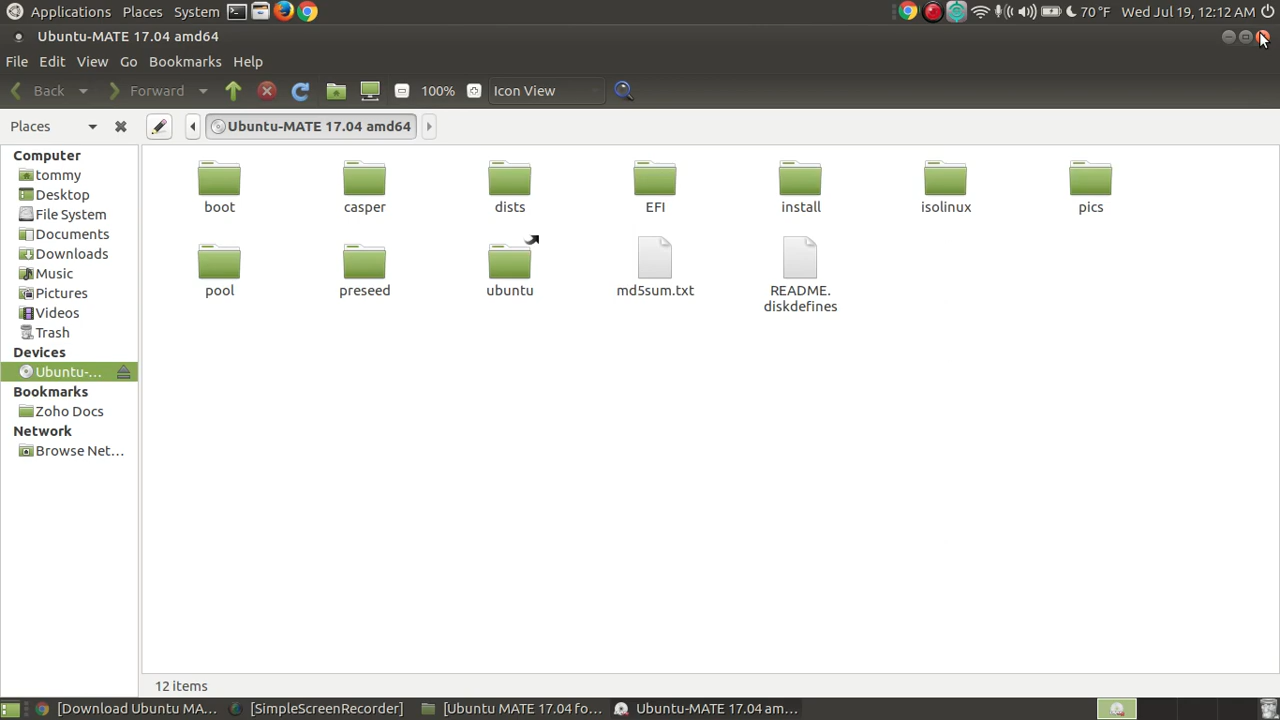 Applications Places System 70 °F Wed Jul 19, 12:12 AM
Ubuntu-MATE 17.04 amd64
File Edit View Go Bookmarks Help
Back Forward 100% Icon View
Places Ubuntu-MATE 17.04 amd64
Computer
tommy
Desktop
File System
Documents
Downloads
Music
Pictures
Videos
Trash
Devices
Ubuntu-...
Bookmarks
Zoho Docs
Network
Browse Net...
boot casper dists EFI install isolinux pics
pool preseed ubuntu md5sum.txt README.
diskdefines
12 items
[Download Ubuntu MA... [SimpleScreenRecorder] [Ubuntu MATE 17.04 fo... Ubuntu-MATE 17.04 am...